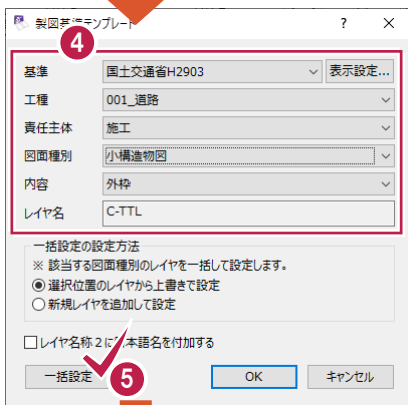 製図基準テンプレート ? ×
4
基準 国土交通省H2903 表示設定...
工種 001_道路
責任主体 施工
図面種別 小構造物図
内容 外枠
レイヤ名 C-TTL
一括設定の設定方法
※ 該当する図面種別のレイヤを一括して設定します。
選択位置のレイヤから上書きで設定
新規レイヤを追加して設定
レイヤ名称2に日本語名を付加する
一括設定 5 OK キャンセル